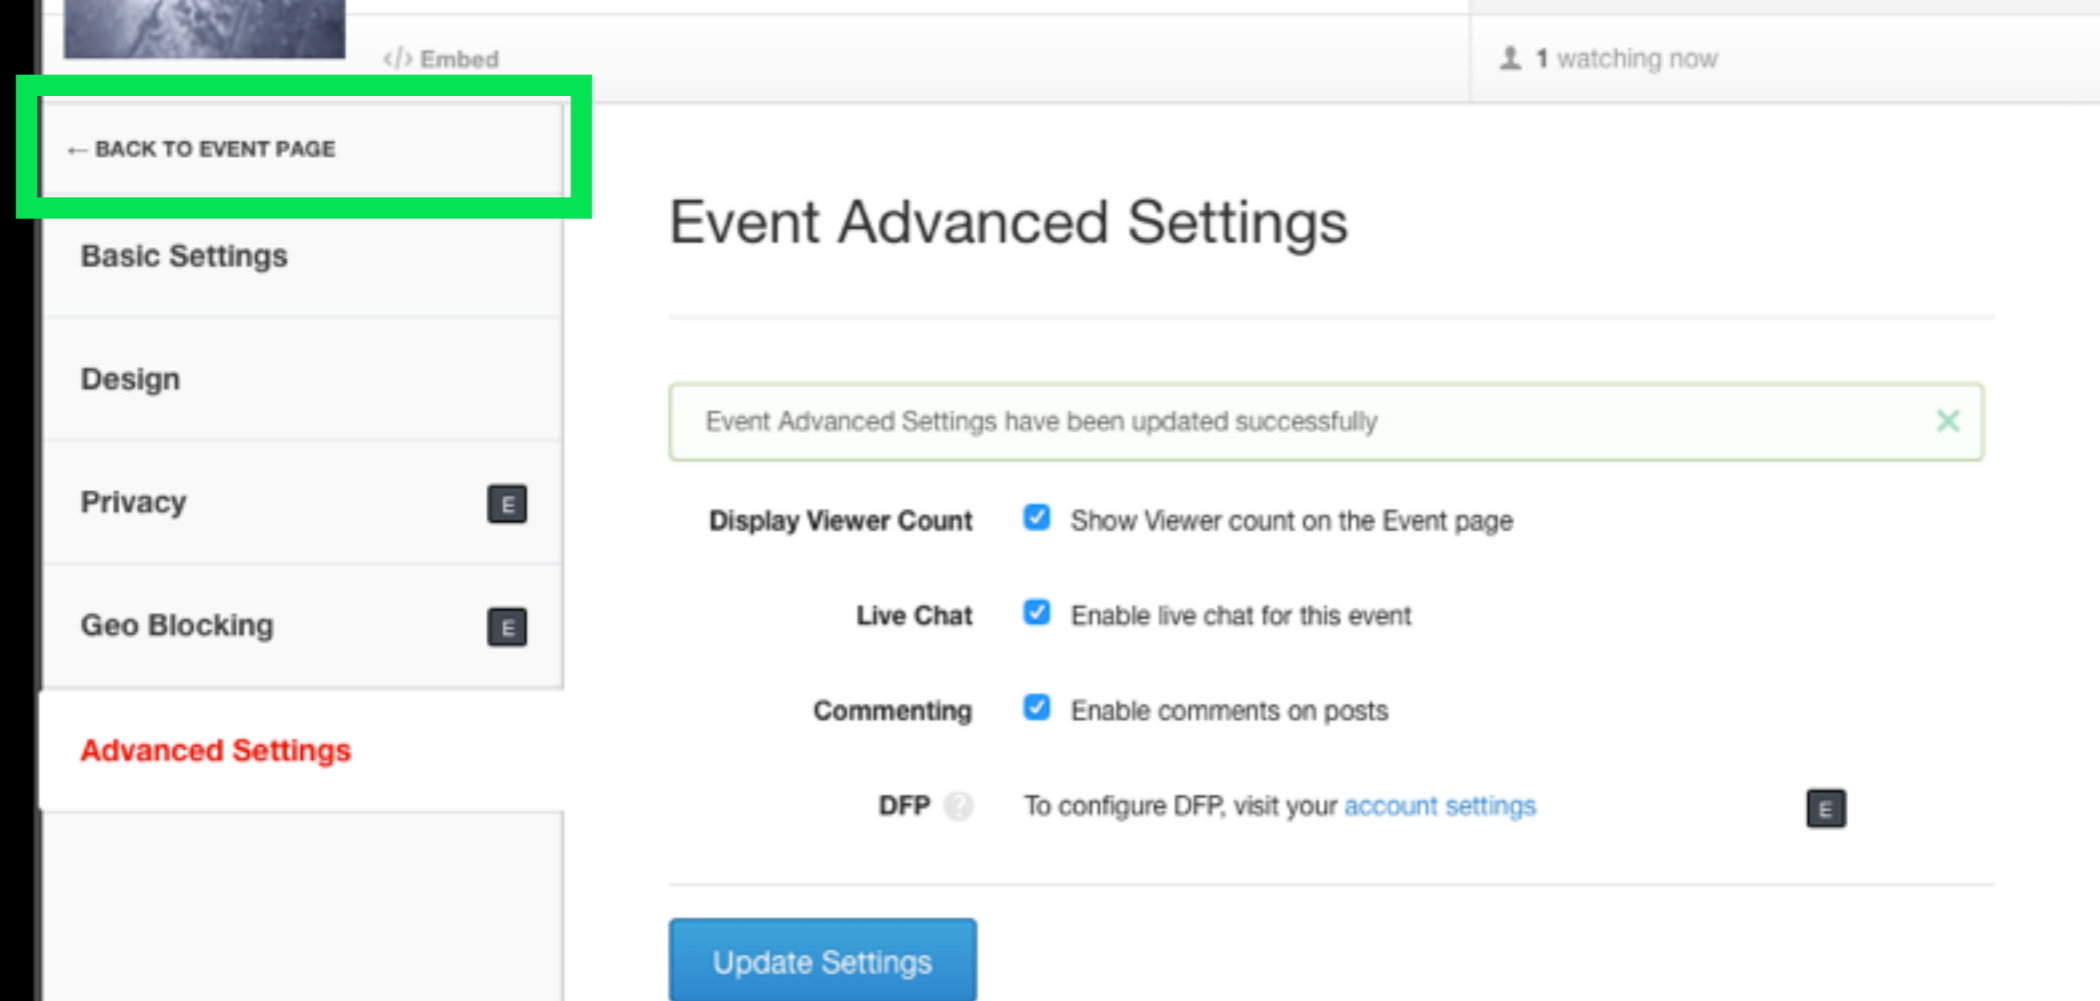 </> Embed
1 watching now
← BACK TO EVENT PAGE
Basic Settings
Design
Privacy E
Geo Blocking E
Advanced Settings
Event Advanced Settings
Event Advanced Settings have been updated successfully ×
Display Viewer Count Show Viewer count on the Event page
Live Chat Enable live chat for this event
Commenting Enable comments on posts
DFP ? To configure DFP, visit your account settings E
Update Settings